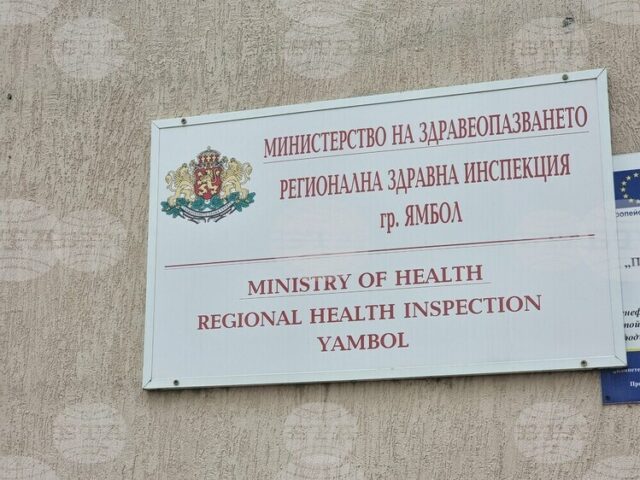 МИНИСТЕРСТВО НА ЗДРАВЕОПАЗВАНЕТО
РЕГИОНАЛНА ЗДРАВНА ИНСПЕКЦИЯ
гр. ЯМБОЛ
MINISTRY OF HEALTH
REGIONAL HEALTH INSPECTION
YAMBOL